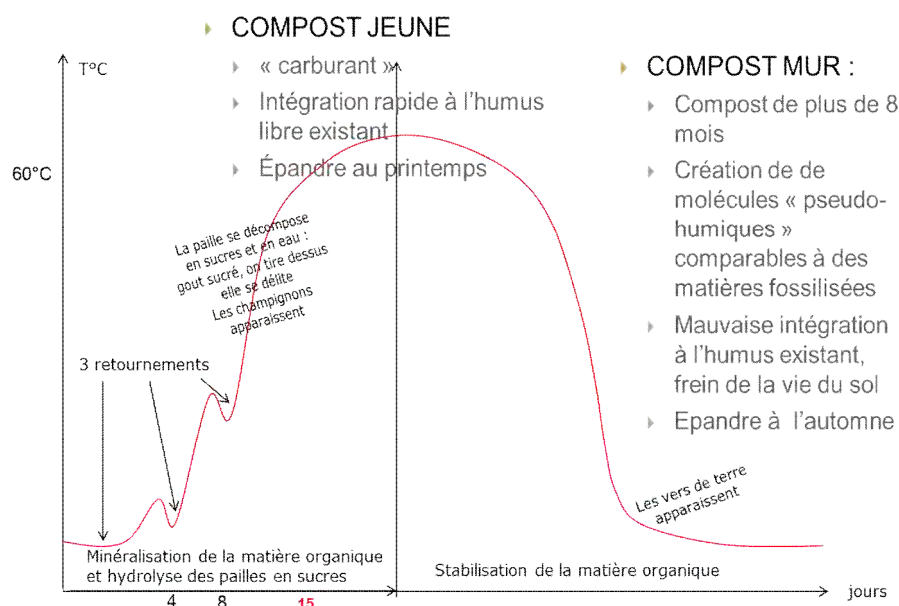 COMPOST JEUNE
« carburant »
Intégration rapide à l'humus
libre existant
Épandre au printemps
COMPOST MUR :
Compost de plus de 8
mois
Création de de
molécules « pseudo-
humiques »
comparables à des
matières fossilisées
Mauvaise intégration
à l'humus existant,
frein de la vie du sol
Epandre à l'automne
T°C
60°C
La paille se décompose
en sucres et en eau :
gout sucré, on tire dessus
elle se délite
Les champignons
apparaissent
3 retournements
Les vers de terre
apparaissent
Minéralisation de la matière organique
et hydrolyse des pailles en sucres
Stabilisation de la matière organique
jours
4 8 15